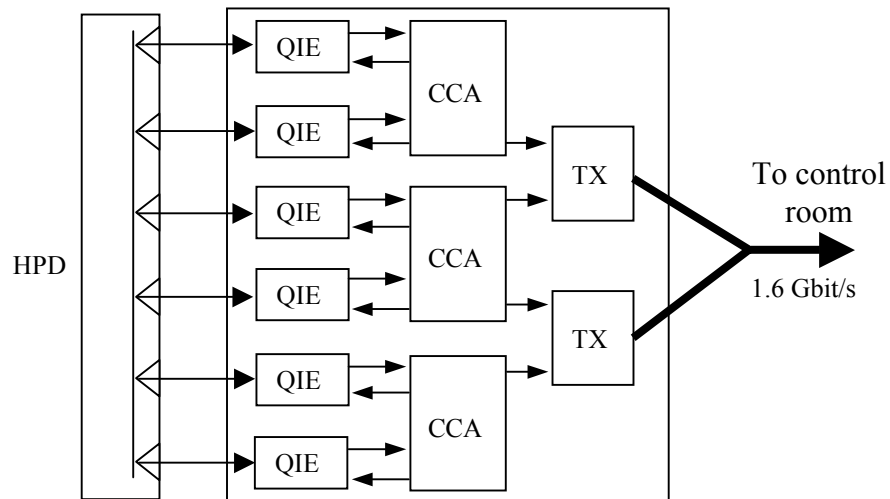 HPD
QIE
QIE
QIE
QIE
QIE
QIE
CCA
CCA
CCA
TX
TX
To control
room
1.6 Gbit/s